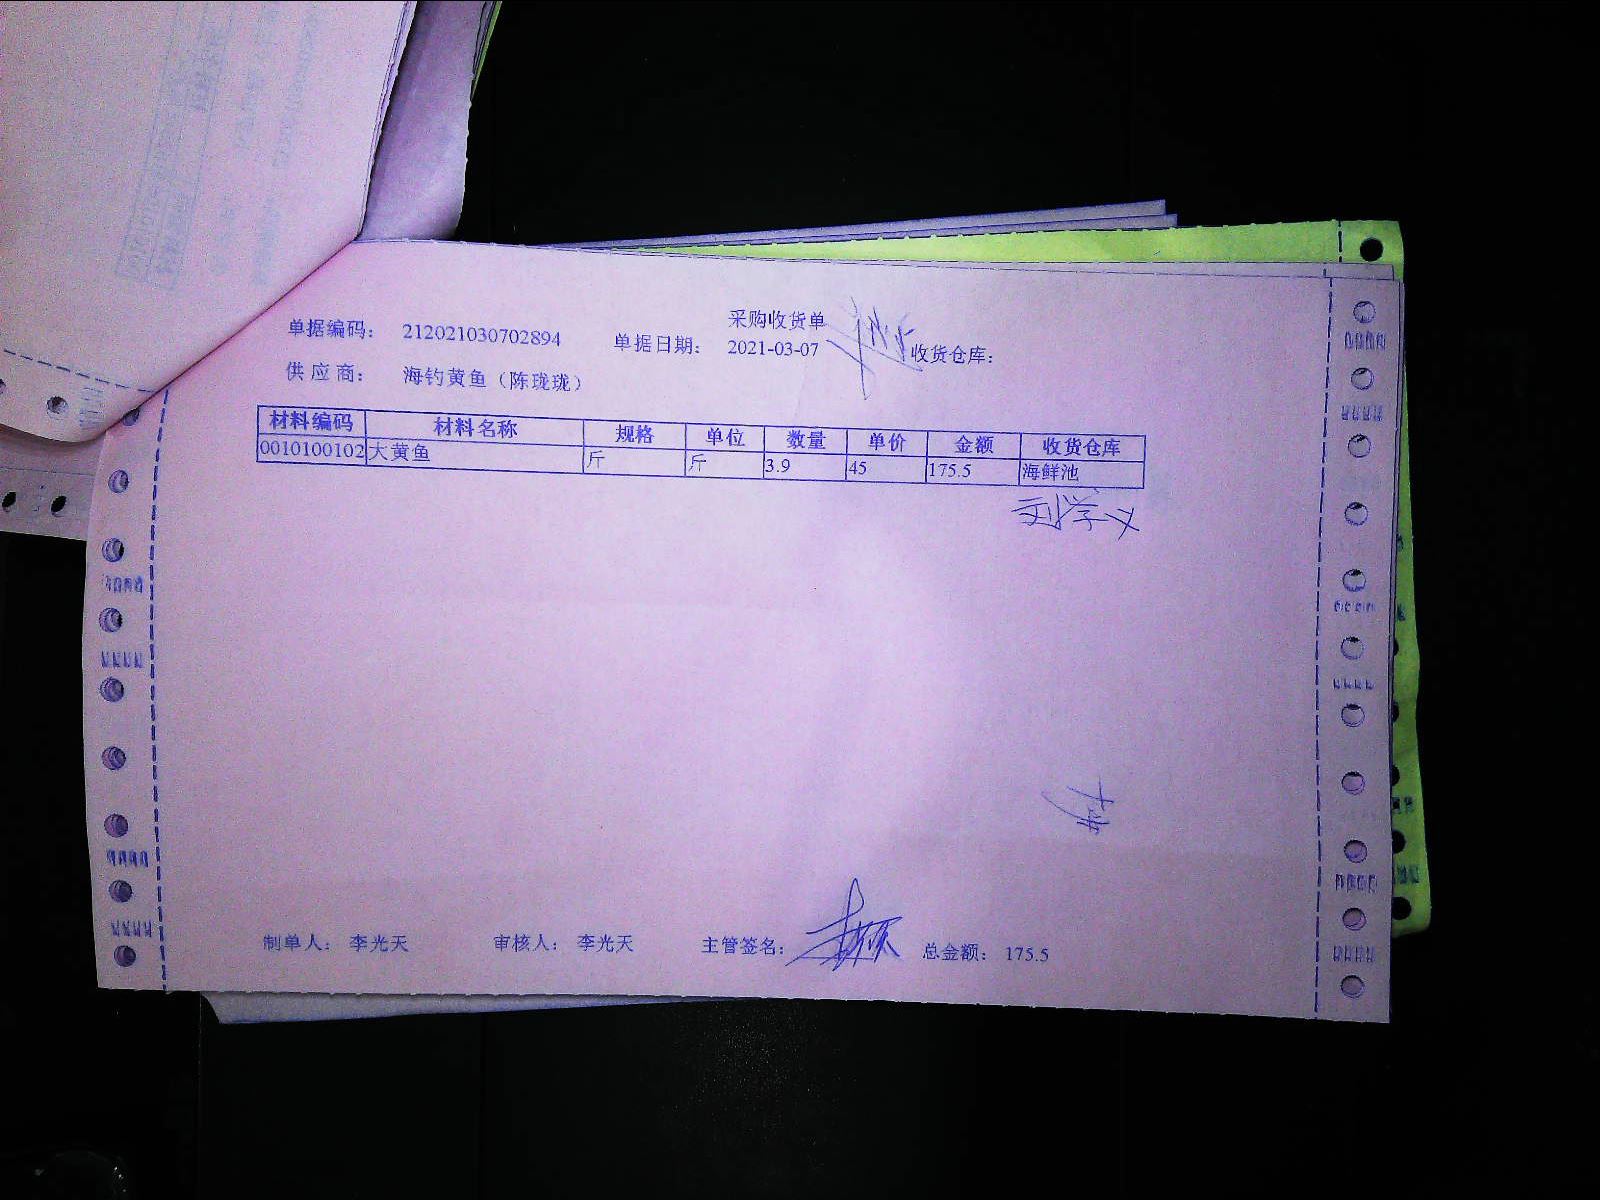 采购收货单
单据编码： 212021030702894 单据日期： 2021-03-07 收货仓库：
供应商： 海钓黄鱼（陈珑珑）
材料编码 材料名称 规格 单位 数量 单价 金额 收货仓库
0010100102 大黄鱼 斤 斤 3.9 45 175.5 海鲜池
刘学义
制单人： 李光天 审核人： 李光天 主管签名： 总金额： 175.5